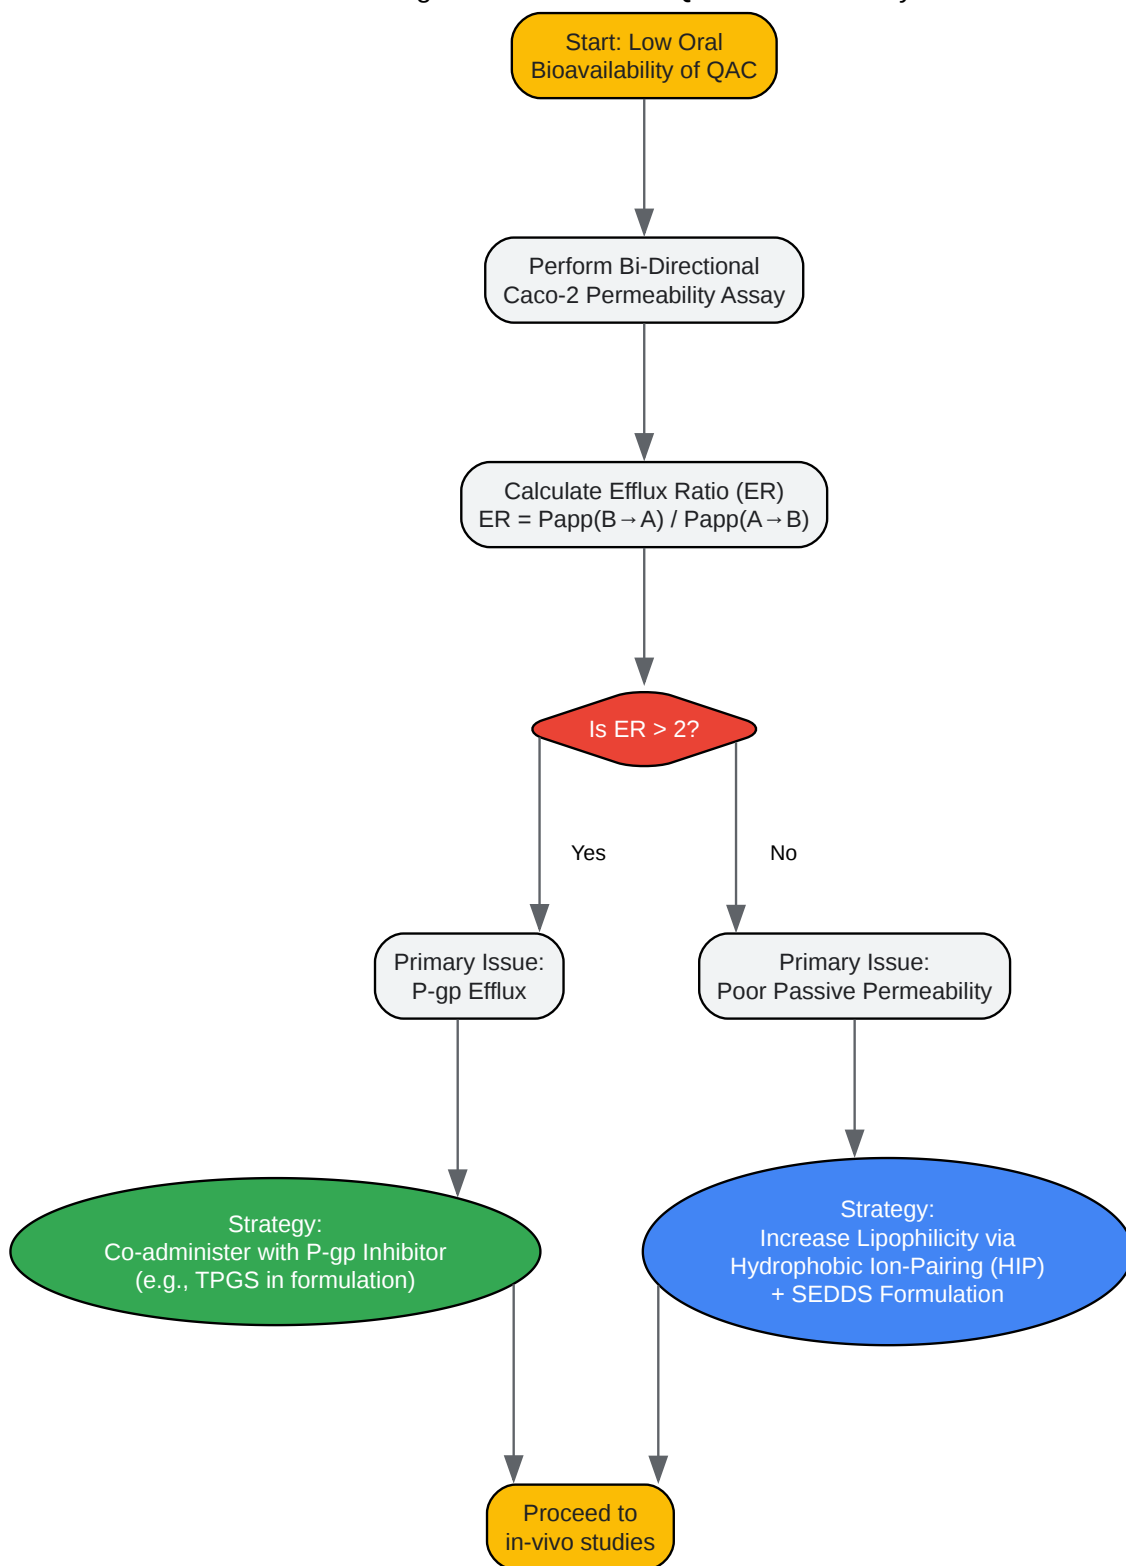 Start: Low Oral
Bioavailability of QAC
Perform Bi-Directional
Caco-2 Permeability Assay
Calculate Efflux Ratio (ER)
ER = Papp(B→A) / Papp(A→B)
Is ER > 2?
Yes
No
Primary Issue:
P-gp Efflux
Primary Issue:
Poor Passive Permeability
Strategy:
Co-administer with P-gp Inhibitor
(e.g., TPGS in formulation)
Strategy:
Increase Lipophilicity via
Hydrophobic Ion-Pairing (HIP)
+ SEDDS Formulation
Proceed to
in-vivo studies